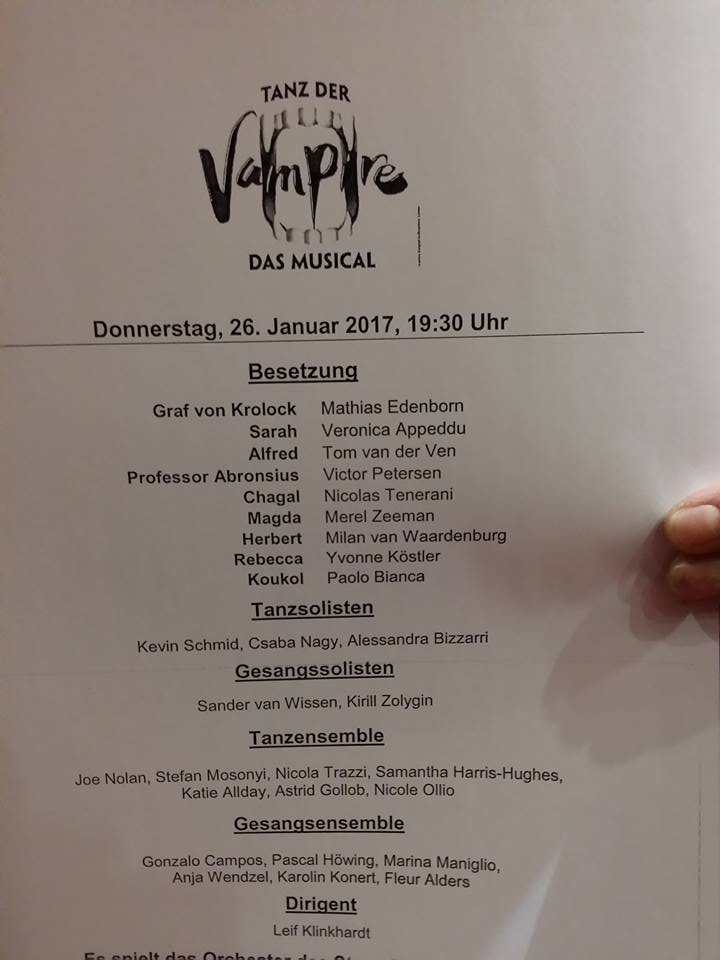 TANZ DER
Vampire
DAS MUSICAL
Donnerstag, 26. Januar 2017, 19:30 Uhr
Besetzung
Graf von Krolock Mathias Edenborn
Sarah Veronica Appeddu
Alfred Tom van der Ven
Professor Abronsius Victor Petersen
Chagal Nicolas Tenerani
Magda Merel Zeeman
Herbert Milan van Waardenburg
Rebecca Yvonne Köstler
Koukol Paolo Bianca
Tanzsolisten
Kevin Schmid, Csaba Nagy, Alessandra Bizzarri
Gesangssolisten
Sander van Wissen, Kirill Zolygin
Tanzensemble
Joe Nolan, Stefan Mosonyi, Nicola Trazzi, Samantha Harris-Hughes,
Katie Allday, Astrid Gollob, Nicole Ollio
Gesangsensemble
Gonzalo Campos, Pascal Höwing, Marina Maniglio,
Anja Wendzel, Karolin Konert, Fleur Alders
Dirigent
Leif Klinkhardt
Es spielt das Orchester der